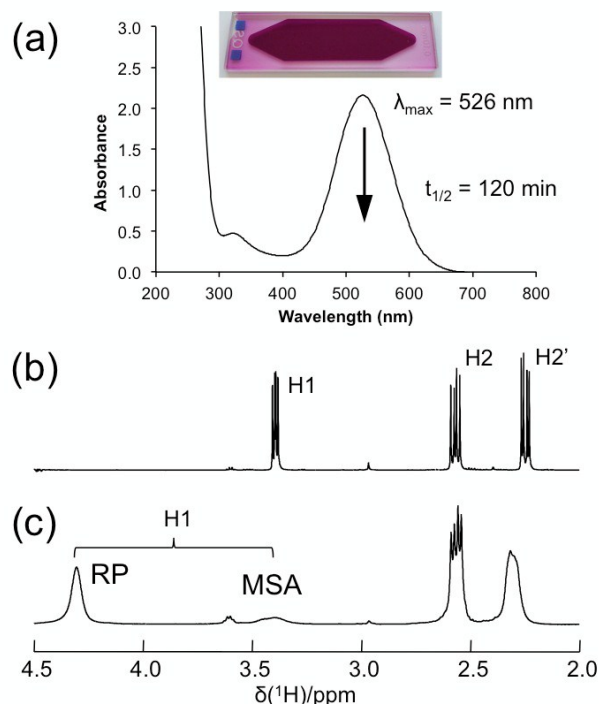 (a)
3.0
2.5
2.0
1.5
1.0
0.5
0.0
Absorbance
λmax = 526 nm
t1/2 = 120 min
200 300 400 500 600 700 800
Wavelength (nm)
(b)
H1
H2
H2’
(c)
H1
RP
MSA
4.5 4.0 3.5 3.0 2.5 2.0
δ(¹H)/ppm